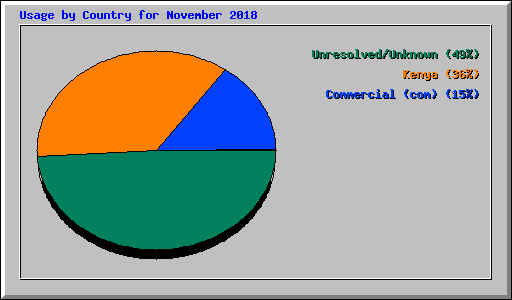 Usage by Country for November 2018
Unresolved/Unknown (49%)
Kenya (36%)
Commercial (com) (15%)